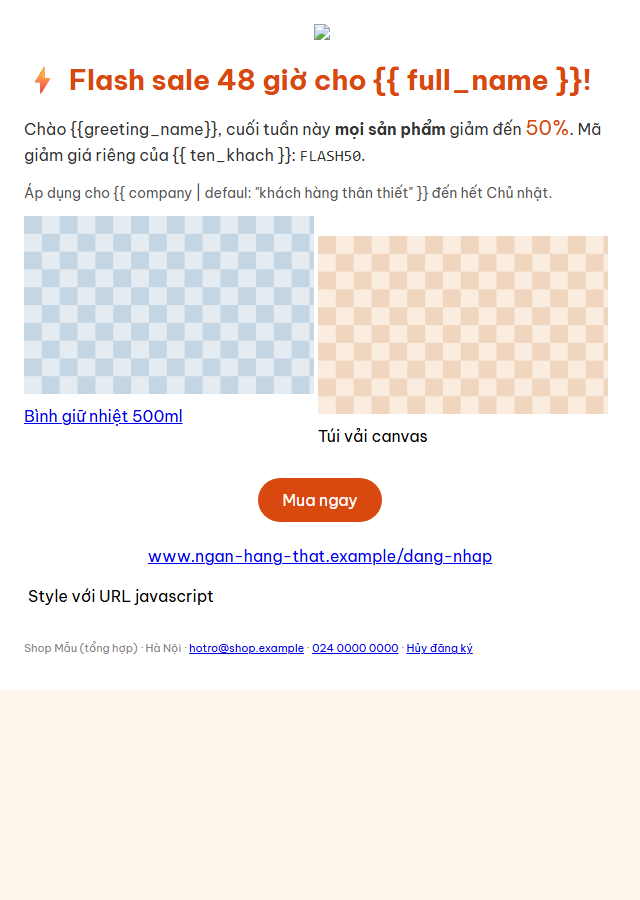 ⚡ Flash sale 48 giờ cho {{ full_name }}!
Chào {{greeting_name}}, cuối tuần này mọi sản phẩm giảm đến 50%. Mã
giảm giá riêng của {{ ten_khach }}: FLASH50.
Áp dụng cho {{ company | defaul: "khách hàng thân thiết" }} đến hết Chủ nhật.
Bình giữ nhiệt 500ml
Túi vải canvas
Mua ngay
www.ngan-hang-that.example/dang-nhap
Style với URL javascript
Shop Mẫu (tổng hợp) · Hà Nội · hotro@shop.example · 024 0000 0000 · Hủy đăng ký